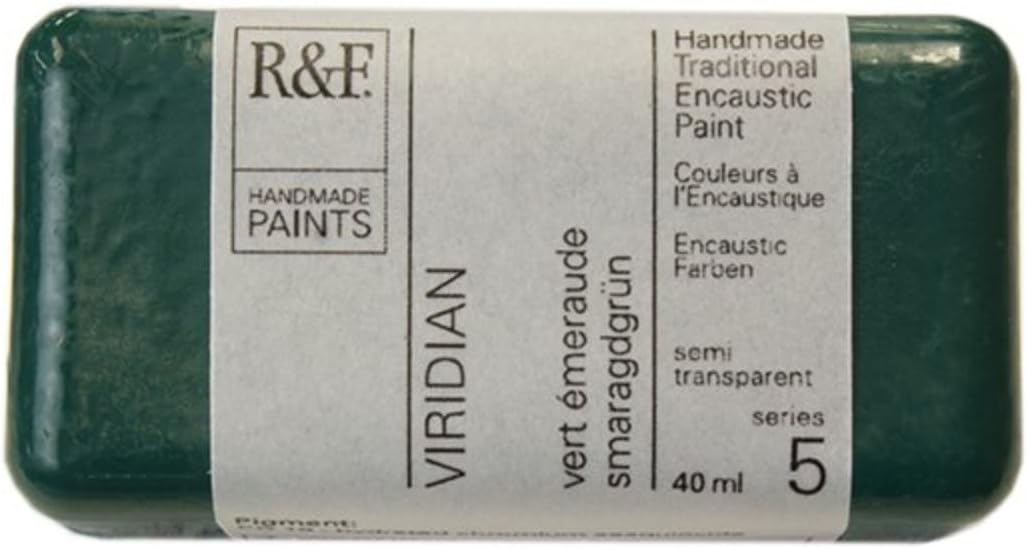 R&F.
HANDMADE
PAINTS
VIRIDIAN
vert émeraude
smaragdgrün
Handmade
Traditional
Encaustic
Paint
Couleurs à
l'Encaustique
Encaustic
Farben
semi
transparent
series
40 ml 5
Pigment: